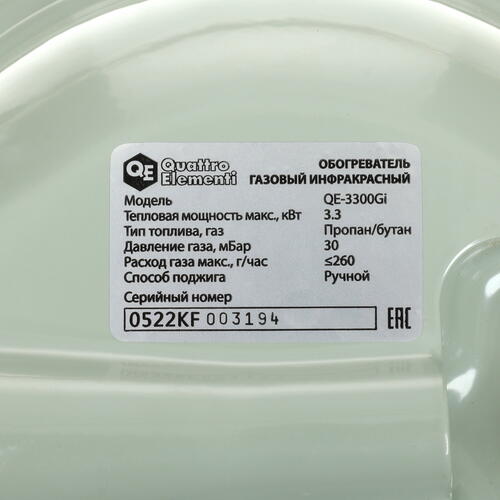 QE Quattro Elementi
ОБОГРЕВАТЕЛЬ
ГАЗОВЫЙ ИНФРАКРАСНЫЙ
Модель QE-3300Gi
Тепловая мощность макс., кВт 3.3
Тип топлива, газ Пропан/бутан
Давление газа, мБар 30
Расход газа макс., г/час ≤260
Способ поджига Ручной
Серийный номер
0522KF 003194 EAC